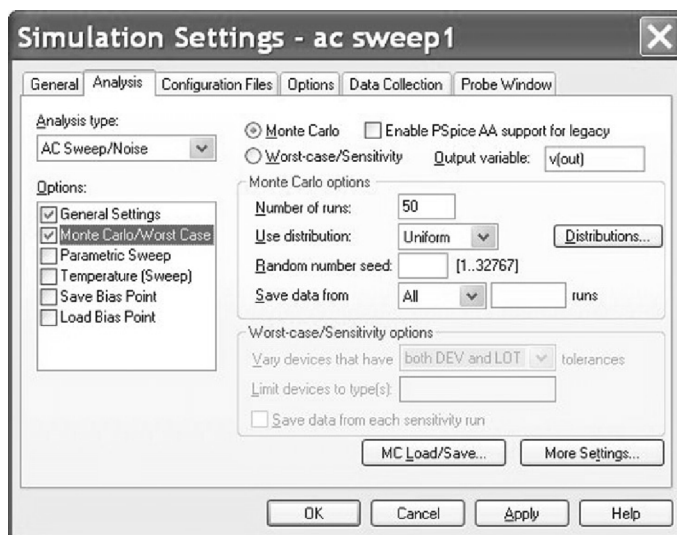 Simulation Settings - ac sweep1
General Analysis Configuration Files Options Data Collection Probe Window
Analysis type:
AC Sweep/Noise
Options:
General Settings
Monte Carlo/Worst Case
Parametric Sweep
Temperature (Sweep)
Save Bias Point
Load Bias Point
Monte Carlo Enable PSpice AA support for legacy
Worst-case/Sensitivity Output variable: v(out)
Monte Carlo options
Number of runs: 50
Use distribution: Uniform Distributions...
Random number seed: [1..32767]
Save data from All runs
Worst-case/Sensitivity options
Vary devices that have both DEV and LOT tolerances
Limit devices to type(s):
Save data from each sensitivity run
MC Load/Save... More Settings...
OK Cancel Apply Help